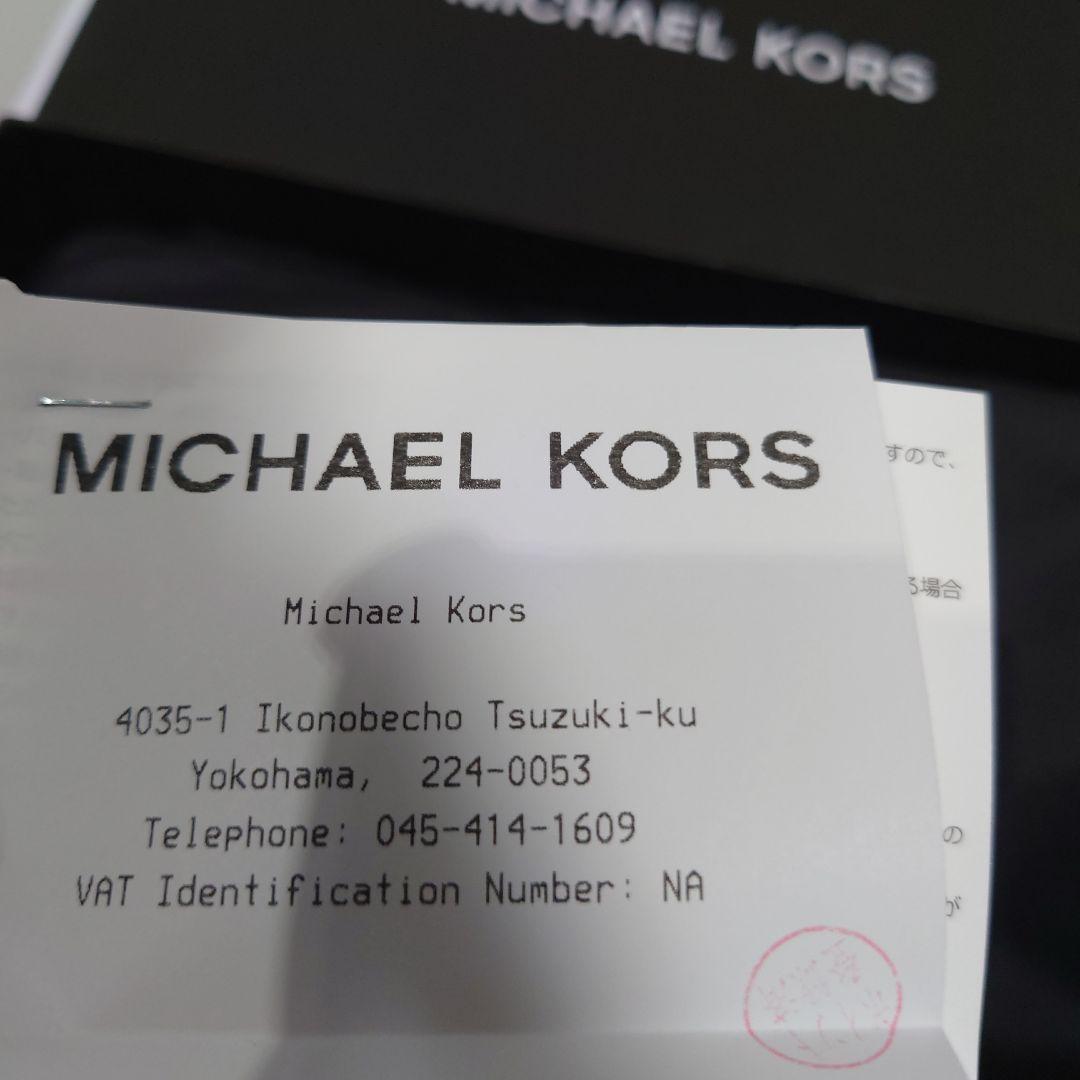 MICHAEL KORS
MICHAEL KORS
Michael Kors
4035-1 Ikonobecho Tsuzuki-ku
Yokohama, 224-0053
Telephone: 045-414-1609
VAT Identification Number: NA
すので、
る場合
の
が